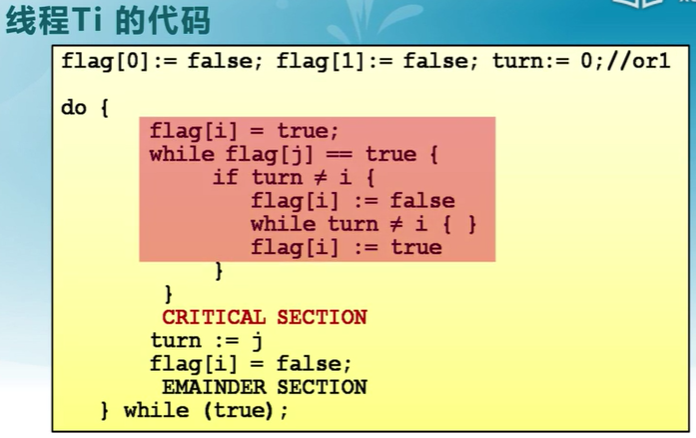 线程Ti 的代码
flag[0]:= false; flag[1]:= false; turn:= 0;//or1
do {
flag[i] = true;
while flag[j] == true {
if turn ≠ i {
flag[i] := false
while turn ≠ i { }
flag[i] := true
}
}
CRITICAL SECTION
turn := j
flag[i] = false;
EMAINDER SECTION
} while (true);